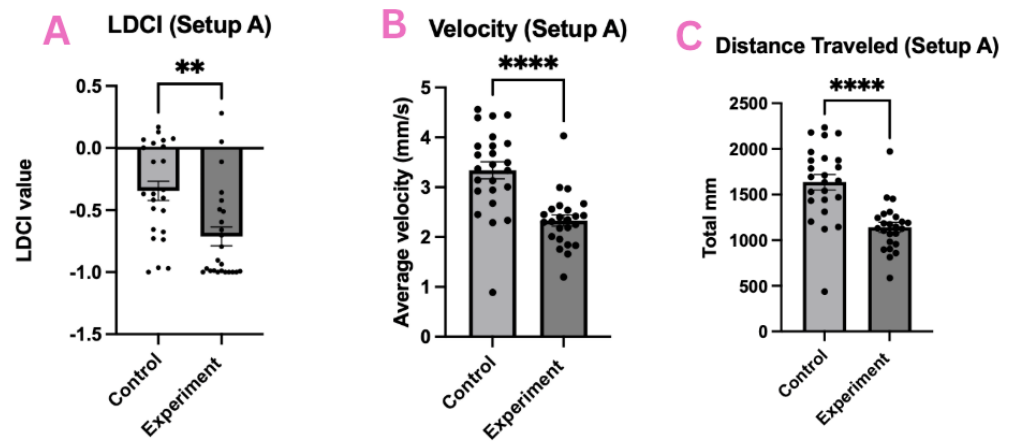 A
LDCI (Setup A)
**
LDCI value
0.5
0.0
-0.5
-1.0
-1.5
Control
Experiment
B
Velocity (Setup A)
****
Average velocity (mm/s)
5
4
3
2
1
0
Control
Experiment
C
Distance Traveled (Setup A)
****
Total mm
2500
2000
1500
1000
500
0
Control
Experiment